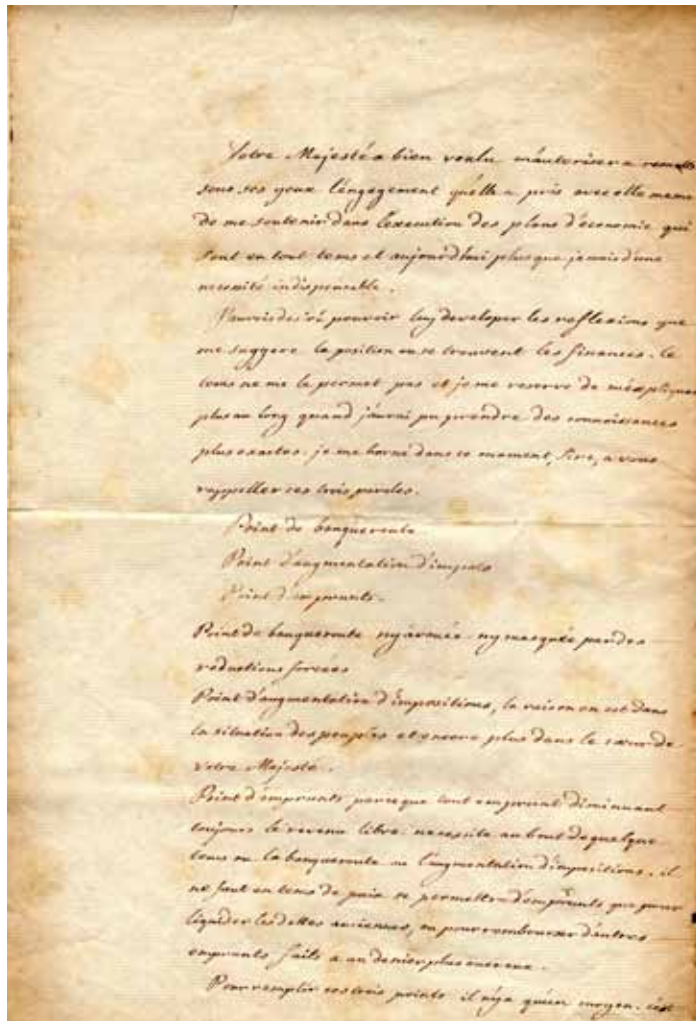 Votre Majesté a bien voulu m'autoriser a remettre
sous ses yeux l'engagement qu'elle a pris avec elle meme
de me soutenir dans l'execution des plans d'économie qui
sont en tout tems et aujourd'hui plus que jamais d'une
necessité indispensable.
J'aurois desiré pouvoir luy developer les reflexions que
me suggere la position ou se trouvent les finances. le
tems ne me le permet pas et je me reserve de m'expliquer
plus au long quand j'aurai pu prendre des connoissances
plus exactes. je me borne dans ce moment, Sire, a vous
rappeller ces trois paroles.
Point de banqueroute
Point d'augmentation d'impots
Point d'emprunts.
Point de banqueroute ny avouée ny masquée par des
réductions forcées
Point d'augmentation d'impositions, la raison en est dans
la situation des peuples et encore plus dans le cœur de
Votre Majesté.
Point d'emprunts parce que tout emprunt diminuant
toujours le revenu libre. necessite au bout de quelque
tems ou la banqueroute ou l'augmentation d'impositions. il
ne faut en tems de paix se permettre d'emprunts que pour
liquider les dettes anciennes, ou pour rembourser d'autres
emprunts faits a un denier plus onereux.
Pour remplir ces trois points il n'y a qu'un moyen. c'est